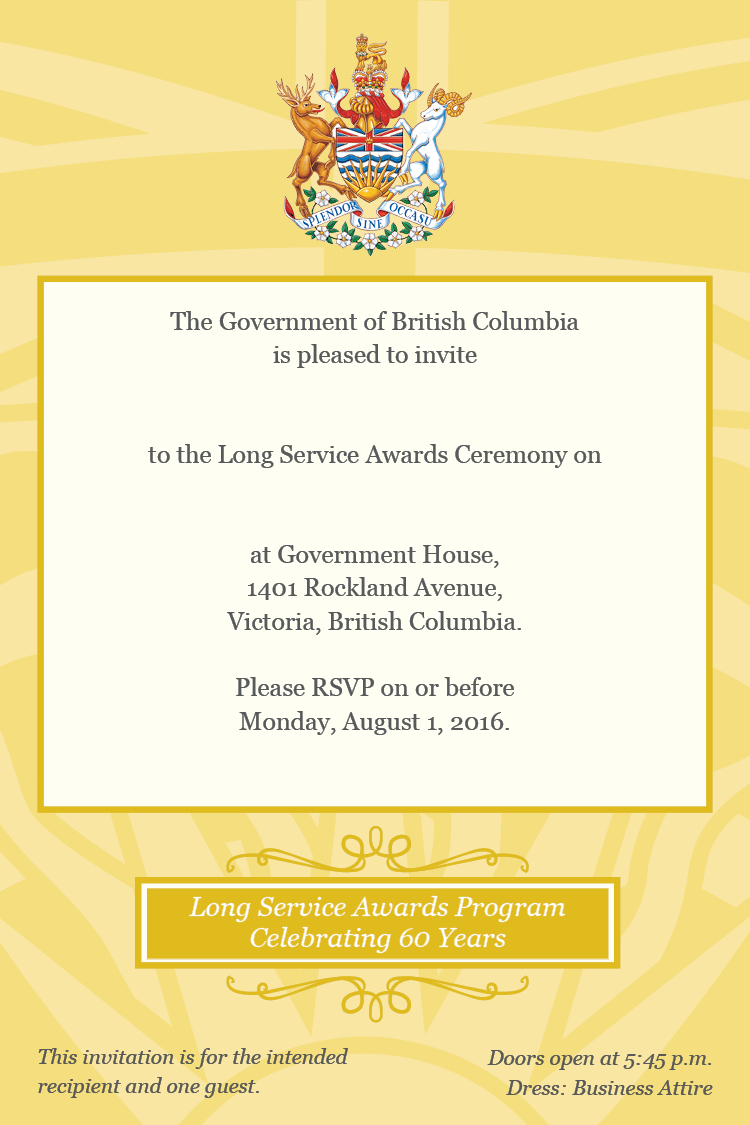 SPLENDOR SINE OCCASU
The Government of British Columbia
is pleased to invite
to the Long Service Awards Ceremony on
at Government House,
1401 Rockland Avenue,
Victoria, British Columbia.
Please RSVP on or before
Monday, August 1, 2016.
Long Service Awards Program
Celebrating 60 Years
This invitation is for the intended
recipient and one guest.
Doors open at 5:45 p.m.
Dress: Business Attire